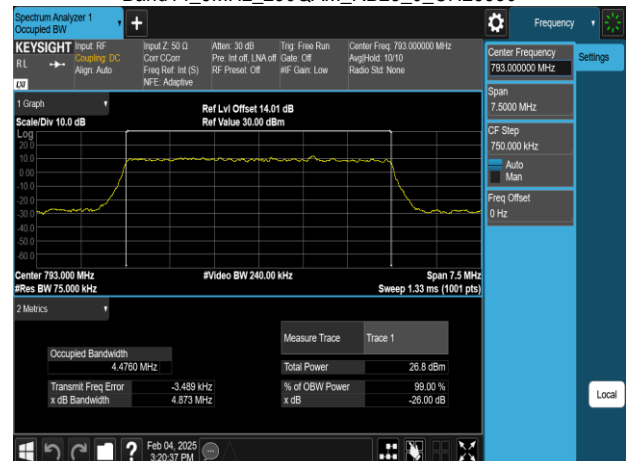 Spectrum Analyzer 1
Occupied BW
Frequency
KEYSIGHT
RL
LXI
Input: RF
Coupling: DC
Align: Auto
Input Z: 50 Ω
Corr CCorr
Freq Ref: Int (S)
NFE: Adaptive
Atten: 30 dB
Pre: Int off, LNA off
RF Preset: Off
Trig: Free Run
Gate: Off
#IF Gain: Low
Center Freq: 793.000000 MHz
Avg|Hold: 10/10
Radio Std: None
Center Frequency
793.000000 MHz
Settings
Span
7.5000 MHz
CF Step
750.000 kHz
Auto
Man
Freq Offset
0 Hz
Local
1 Graph
Scale/Div 10.0 dB
Ref Lvl Offset 14.01 dB
Ref Value 30.00 dBm
Log
20.0
10.0
0.00
-10.0
-20.0
-30.0
-40.0
-50.0
-60.0
Center 793.000 MHz
#Video BW 240.00 kHz
Span 7.5 MHz
#Res BW 75.000 kHz
Sweep 1.33 ms (1001 pts)
2 Metrics
Measure Trace
Trace 1
Occupied Bandwidth
4.4760 MHz
Total Power
26.8 dBm
Transmit Freq Error
-3.489 kHz
% of OBW Power
99.00 %
x dB Bandwidth
4.873 MHz
x dB
-26.00 dB
Feb 04, 2025
3:20:37 PM